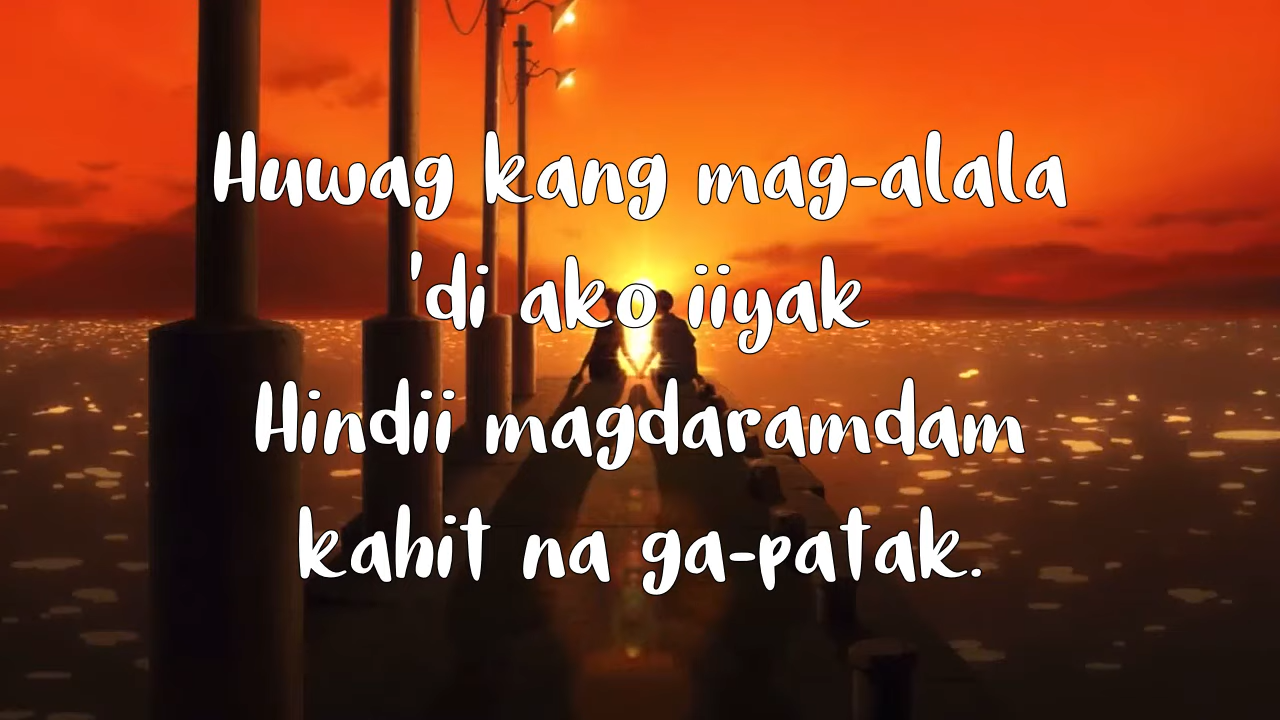 Huwag kang mag-alala
'di ako iiyak
Hindii magdaramdam
kahit na ga-patak.